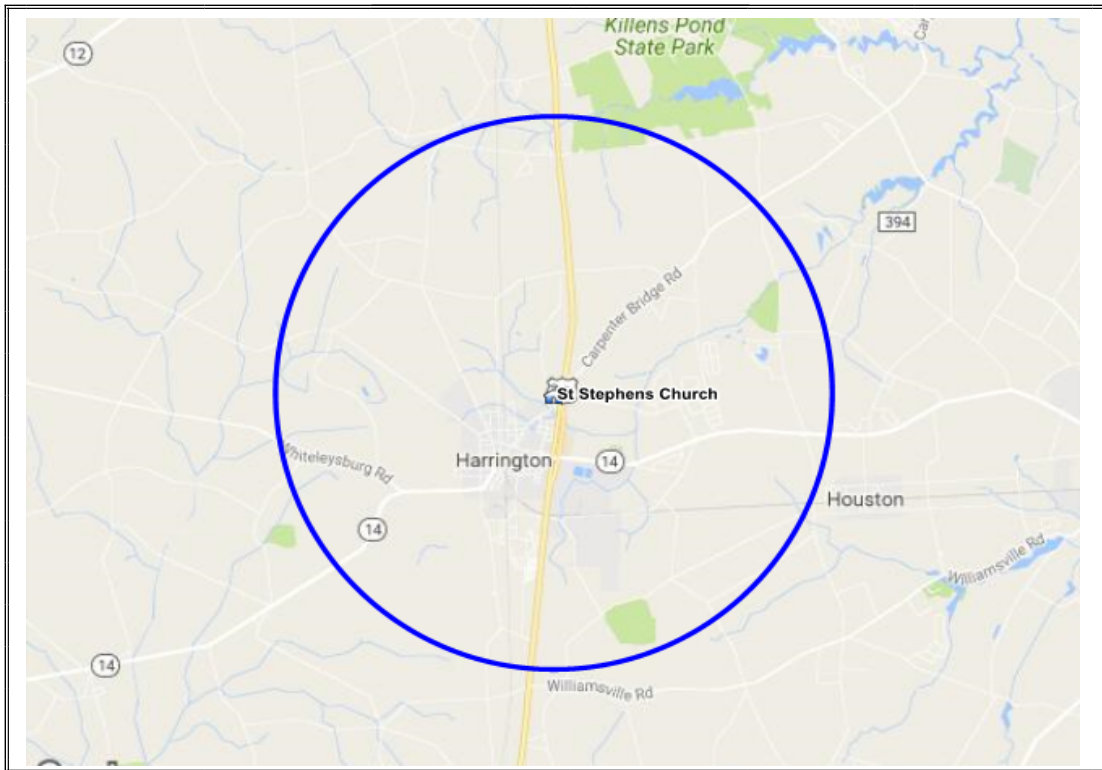 Killens Pond
State Park
12
394
Carpenter Bridge Rd
St Stephens Church
Harrington
14
Whiteleysburg Rd
14
Houston
Williamsville Rd
14
Williamsville Rd